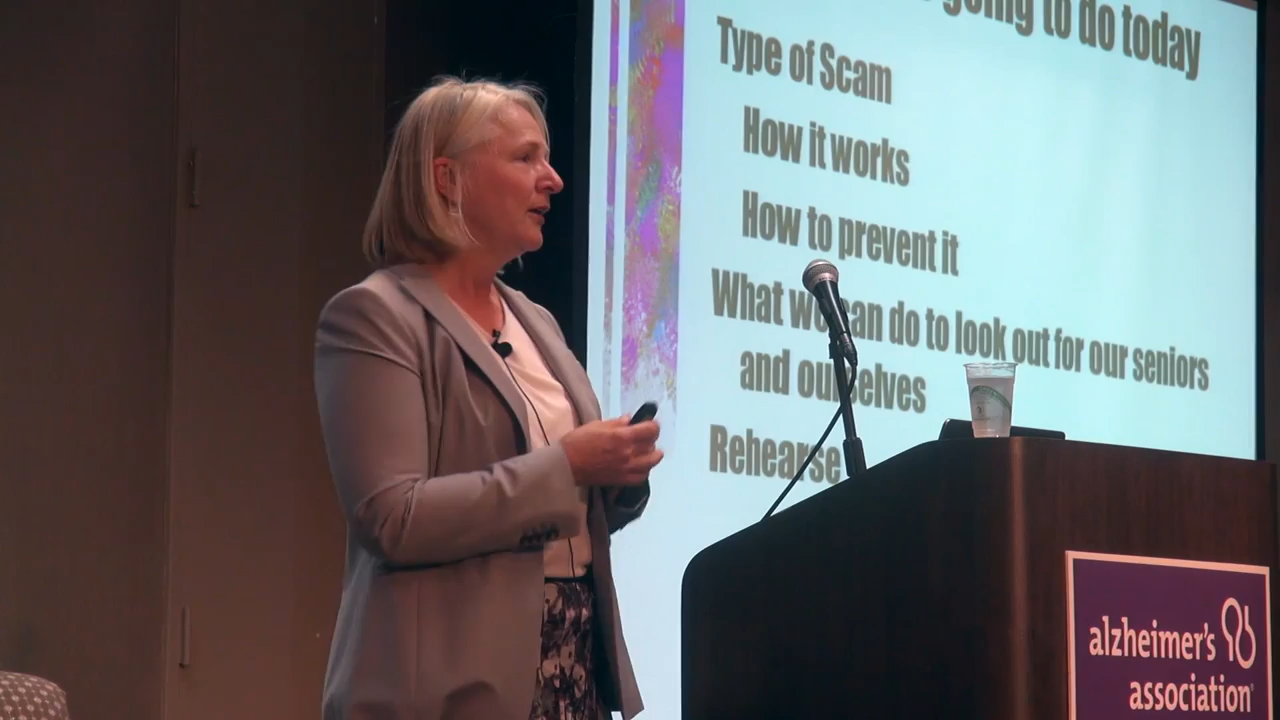 going to do today
Type of Scam
How it works
How to prevent it
What we can do to look out for our seniors
and ourselves
Rehearse
alzheimer's
association®